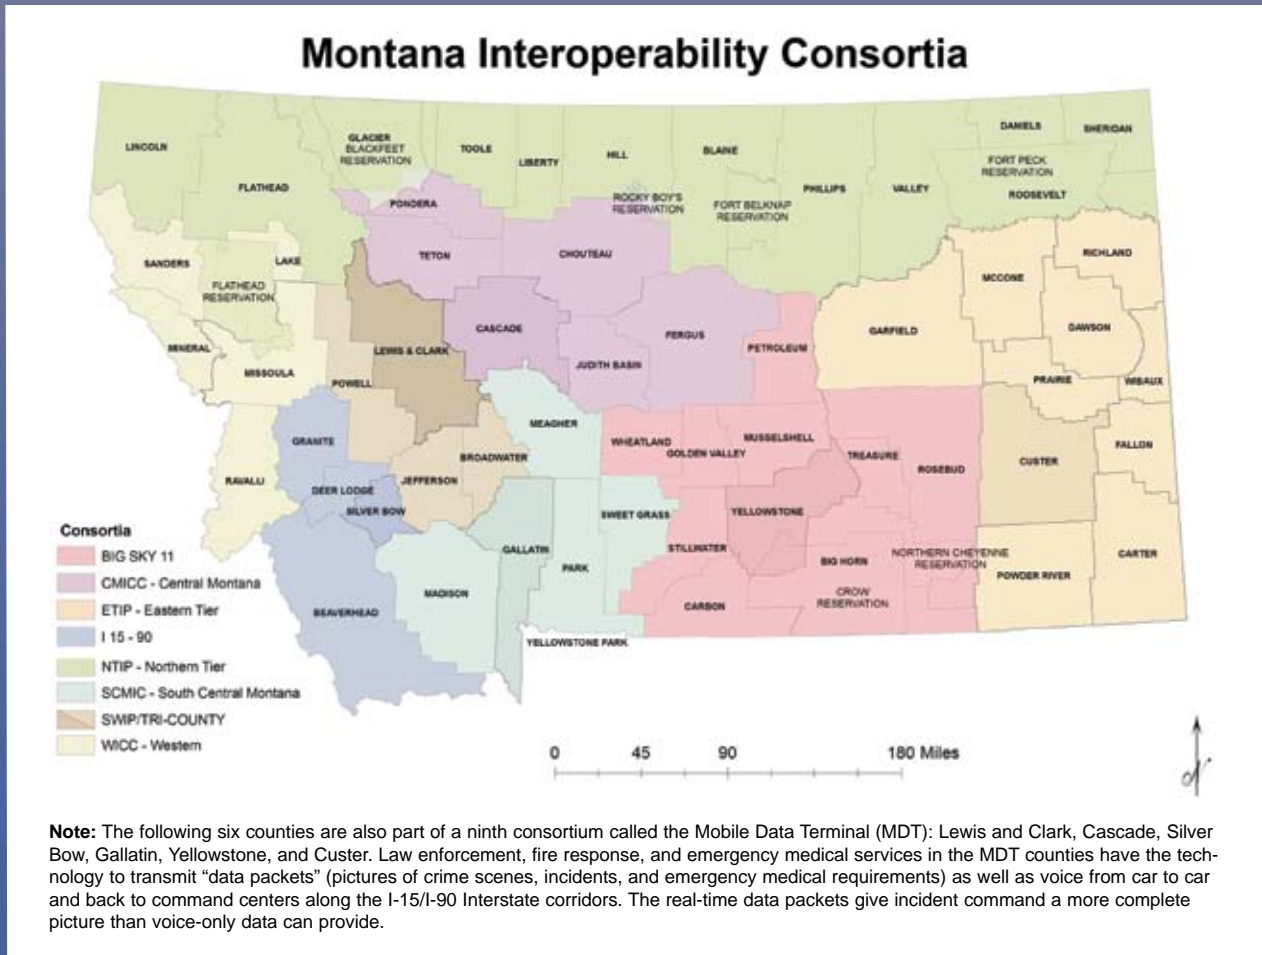 Montana Interoperability Consortia
LINCOLN
FLATHEAD
GLACIER
BLACKFEET
RESERVATION
TOOLE
LIBERTY
HILL
BLAINE
DANIELS
SHERIDAN
FORT PECK
RESERVATION
ROOSEVELT
PHILLIPS
VALLEY
PONDERA
ROCKY BOY'S
RESERVATION
FORT BELKNAP
RESERVATION
SANDERS
LAKE
FLATHEAD
RESERVATION
TETON
CHOUTEAU
MCCONE
RICHLAND
MINERAL
MISSOULA
LEWIS & CLARK
CASCADE
JUDITH BASIN
FERGUS
PETROLEUM
GARFIELD
DAWSON
PRAIRIE
WIBAUX
POWELL
GRANITE
MEAGHER
WHEATLAND
GOLDEN VALLEY
MUSSELSHELL
TREASURE
ROSEBUD
CUSTER
FALLON
RAVALLI
DEER LODGE
SILVER BOW
JEFFERSON
BROADWATER
GALLATIN
PARK
SWEET GRASS
STILLWATER
YELLOWSTONE
BIG HORN
NORTHERN CHEYENNE
RESERVATION
POWDER RIVER
CARTER
BEAVERHEAD
MADISON
CARBON
CROW
RESERVATION
YELLOWSTONE PARK
Consortia
BIG SKY 11
CMICC - Central Montana
ETIP - Eastern Tier
I 15 - 90
NTIP - Northern Tier
SCMIC - South Central Montana
SWIP/TRI-COUNTY
WICC - Western
0 45 90 180 Miles
Note: The following six counties are also part of a ninth consortium called the Mobile Data Terminal (MDT): Lewis and Clark, Cascade, Silver
Bow, Gallatin, Yellowstone, and Custer. Law enforcement, fire response, and emergency medical services in the MDT counties have the tech-
nology to transmit “data packets” (pictures of crime scenes, incidents, and emergency medical requirements) as well as voice from car to car
and back to command centers along the I-15/I-90 Interstate corridors. The real-time data packets give incident command a more complete
picture than voice-only data can provide.